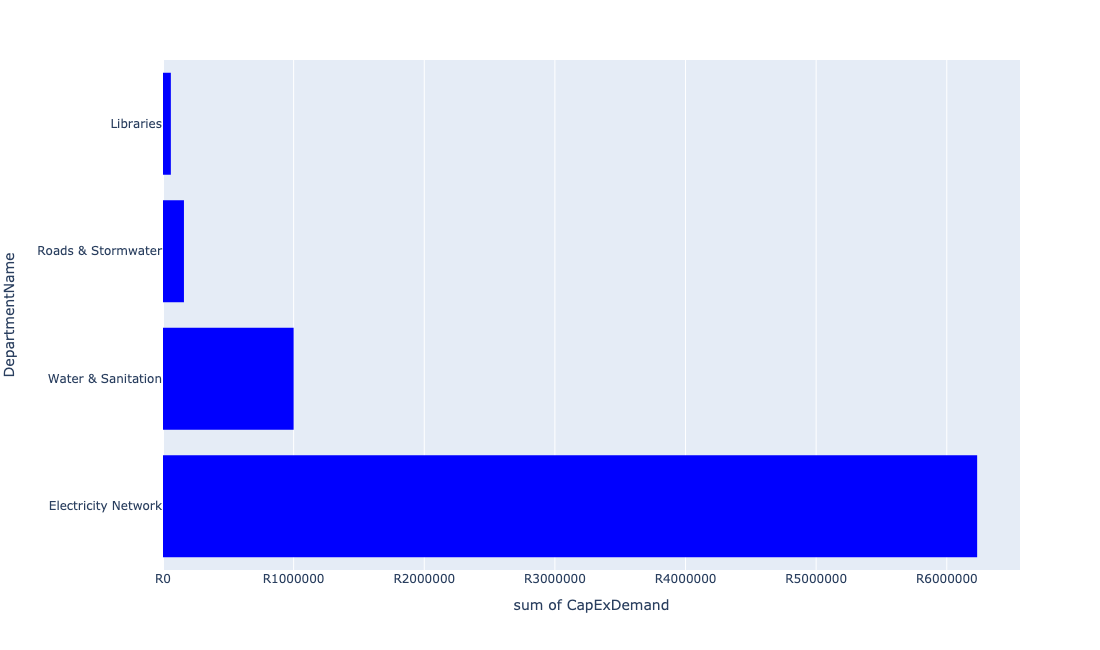 Libraries
Roads & Stormwater
Water & Sanitation
Electricity Network
DepartmentName
R0 R1000000 R2000000 R3000000 R4000000 R5000000 R6000000
sum of CapExDemand